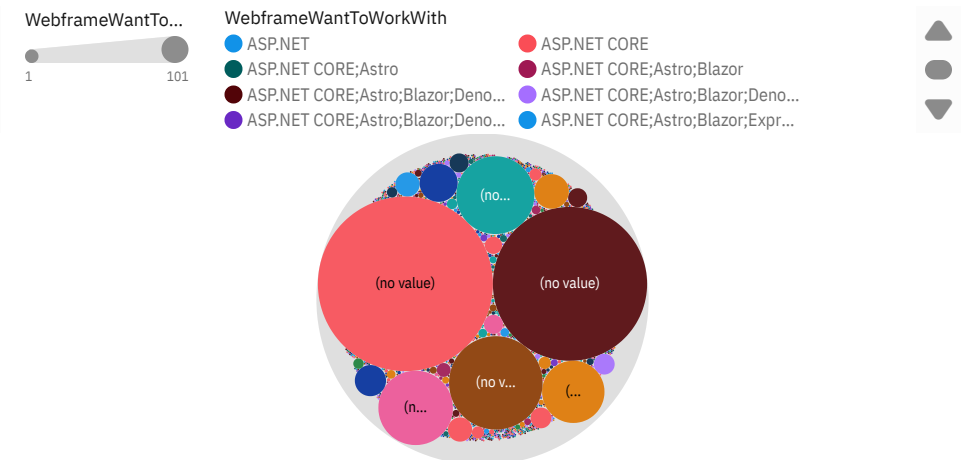 WebframeWantTo...
1
101
WebframeWantToWorkWith
ASP.NET
ASP.NET CORE
ASP.NET CORE;Astro
ASP.NET CORE;Astro;Blazor
ASP.NET CORE;Astro;Blazor;Deno...
ASP.NET CORE;Astro;Blazor;Deno...
ASP.NET CORE;Astro;Blazor;Deno...
ASP.NET CORE;Astro;Blazor;Expr...
(no...
(no value)
(no value)
(no v...
(n...
(...